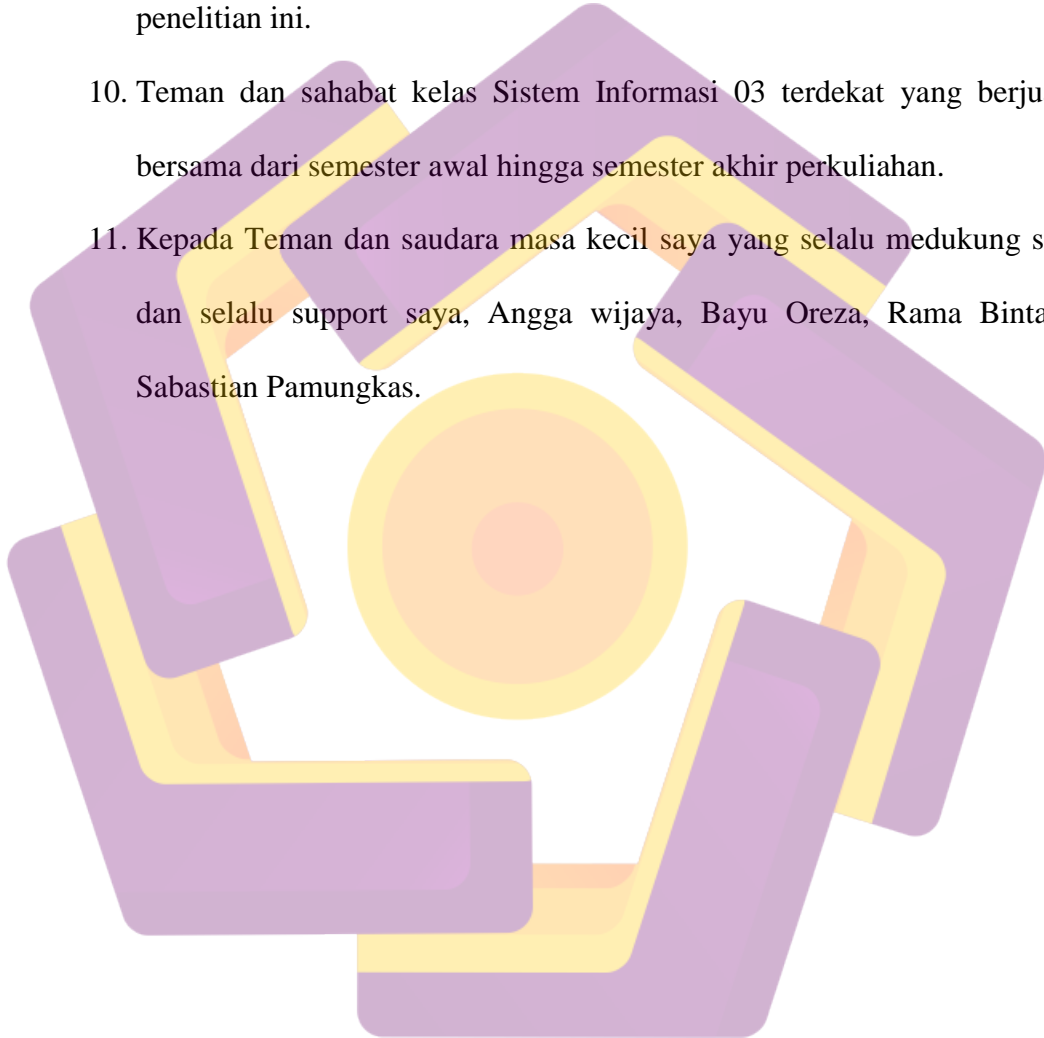 penelitian ini.
10. Teman dan sahabat kelas Sistem Informasi 03 terdekat yang berju
bersama dari semester awal hingga semester akhir perkuliahan.
11. Kepada Teman dan saudara masa kecil saya yang selalu medukung s
dan selalu support saya, Angga wijaya, Bayu Oreza, Rama Binta
Sabastian Pamungkas.